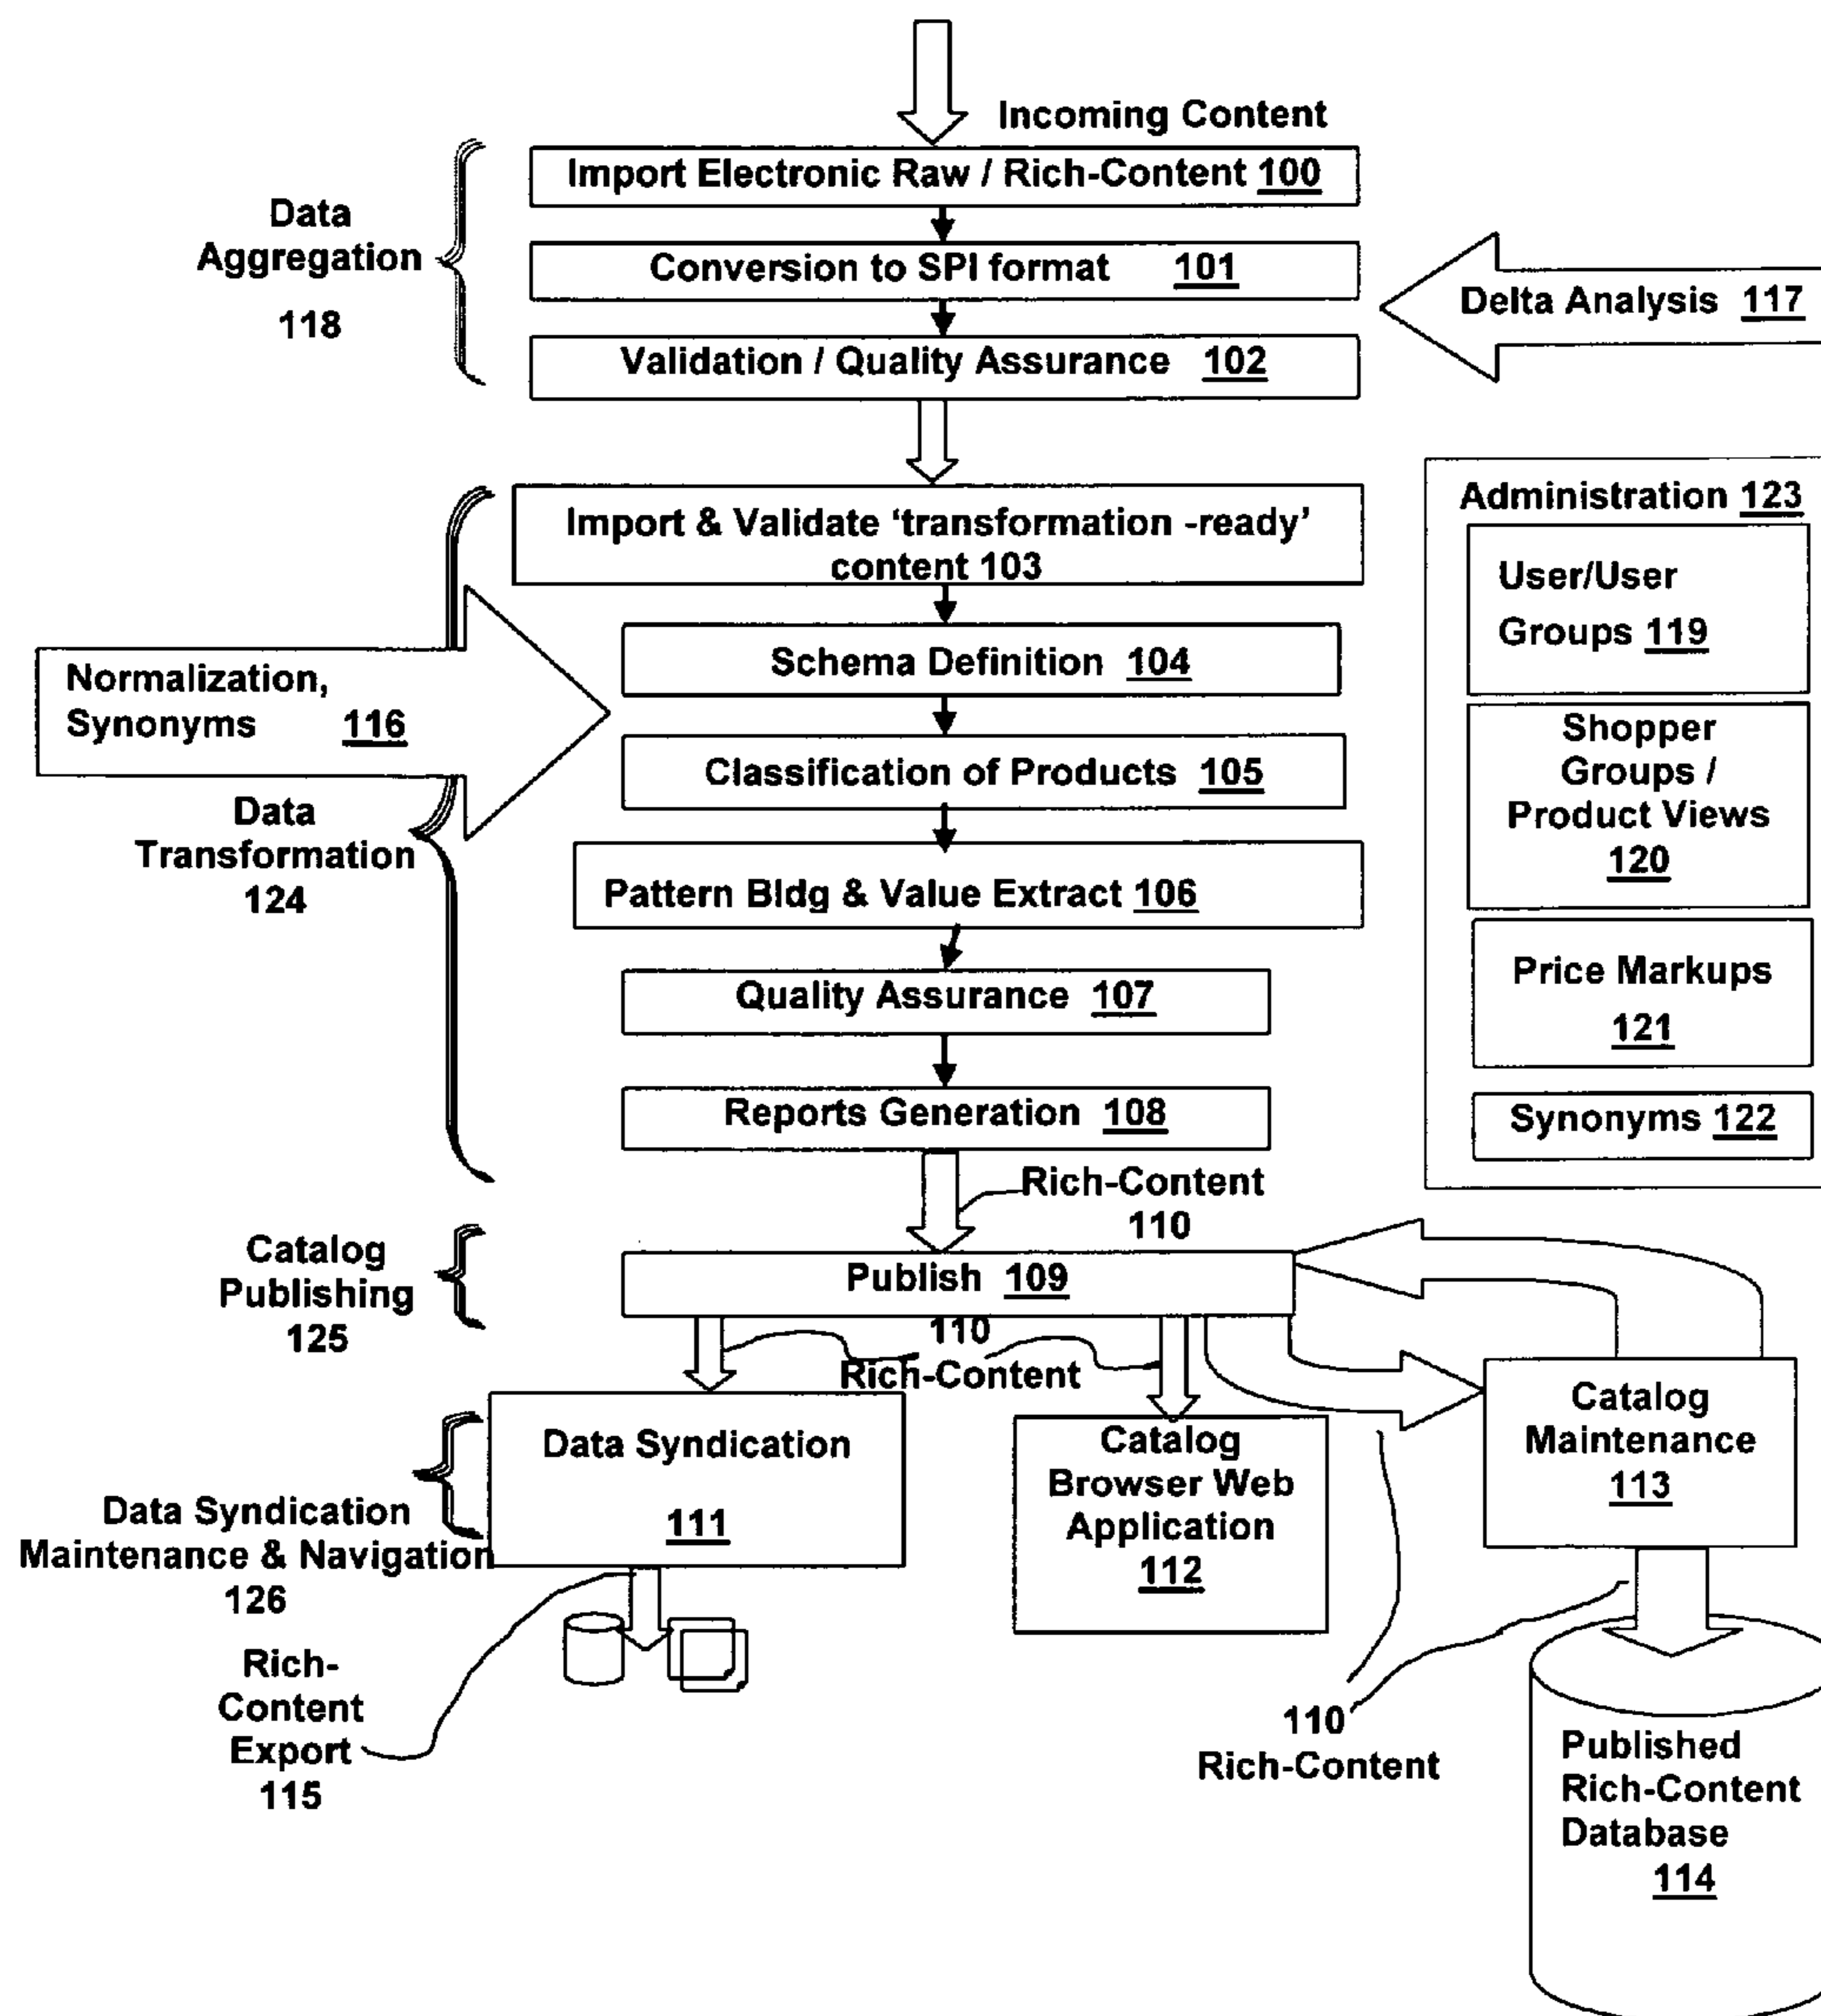 Incoming Content
Import Electronic Raw / Rich-Content 100
Data
Aggregation
118
Conversion to SPI format 101
Delta Analysis 117
Validation / Quality Assurance 102
Import & Validate ‘transformation -ready’
content 103
Administration 123
User/User
Groups 119
Schema Definition 104
Normalization,
Synonyms 116
Shopper
Groups /
Product Views
120
Classification of Products 105
Data
Transformation
124
Pattern Bldg & Value Extract 106
Price Markups
121
Quality Assurance 107
Reports Generation 108
Synonyms 122
Rich-Content
110
Catalog
Publishing
125
Publish 109
110
Rich-Content
Data Syndication
111
Catalog
Browser Web
Application
112
Catalog
Maintenance
113
Data Syndication
Maintenance & Navigation
126
Rich-
Content
Export
115
110
Rich-Content
Published
Rich-Content
Database
114